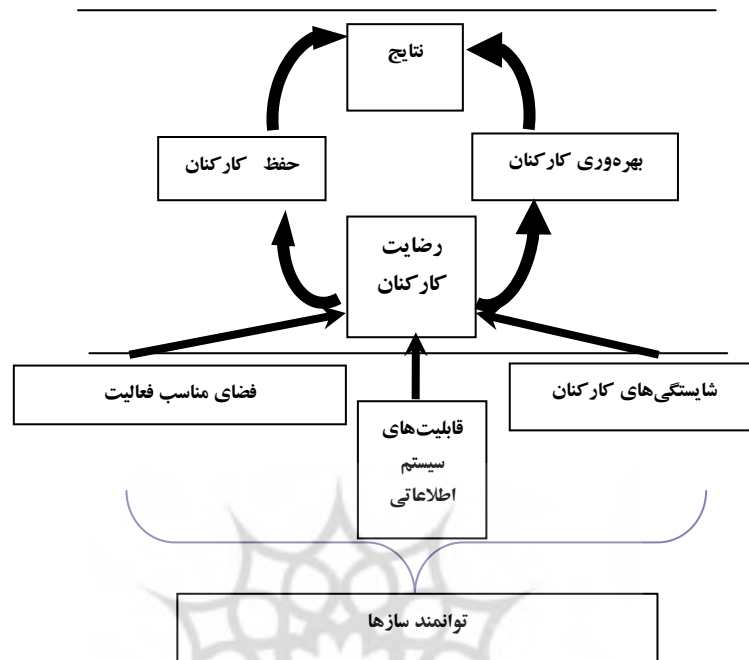 نتایج
بهره‌وری کارکنان
حفظ کارکنان
رضایت
کارکنان
شایستگی‌های کارکنان
فضای مناسب فعالیت
قابلیت‌های
سیستم
اطلاعاتی
توانمند سازها